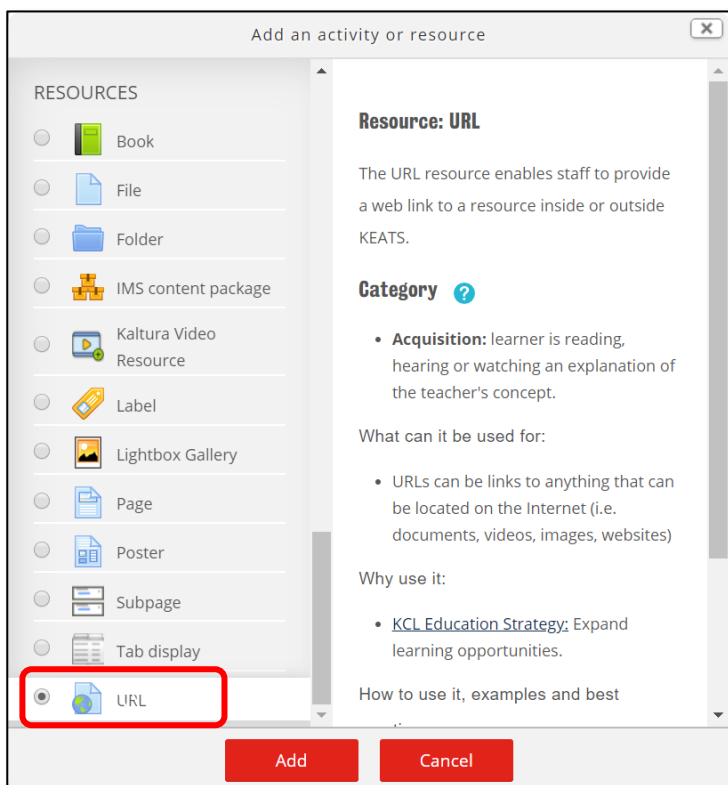 Add an activity or resource
RESOURCES
Book
File
Folder
IMS content package
Kaltura Video
Resource
Label
Lightbox Gallery
Page
Poster
Subpage
Tab display
URL
Resource: URL
The URL resource enables staff to provide
a web link to a resource inside or outside
KEATS.
Category ?
• Acquisition: learner is reading,
hearing or watching an explanation of
the teacher's concept.
What can it be used for:
• URLs can be links to anything that can
be located on the Internet (i.e.
documents, videos, images, websites)
Why use it:
• KCL Education Strategy: Expand
learning opportunities.
How to use it, examples and best
Add
Cancel